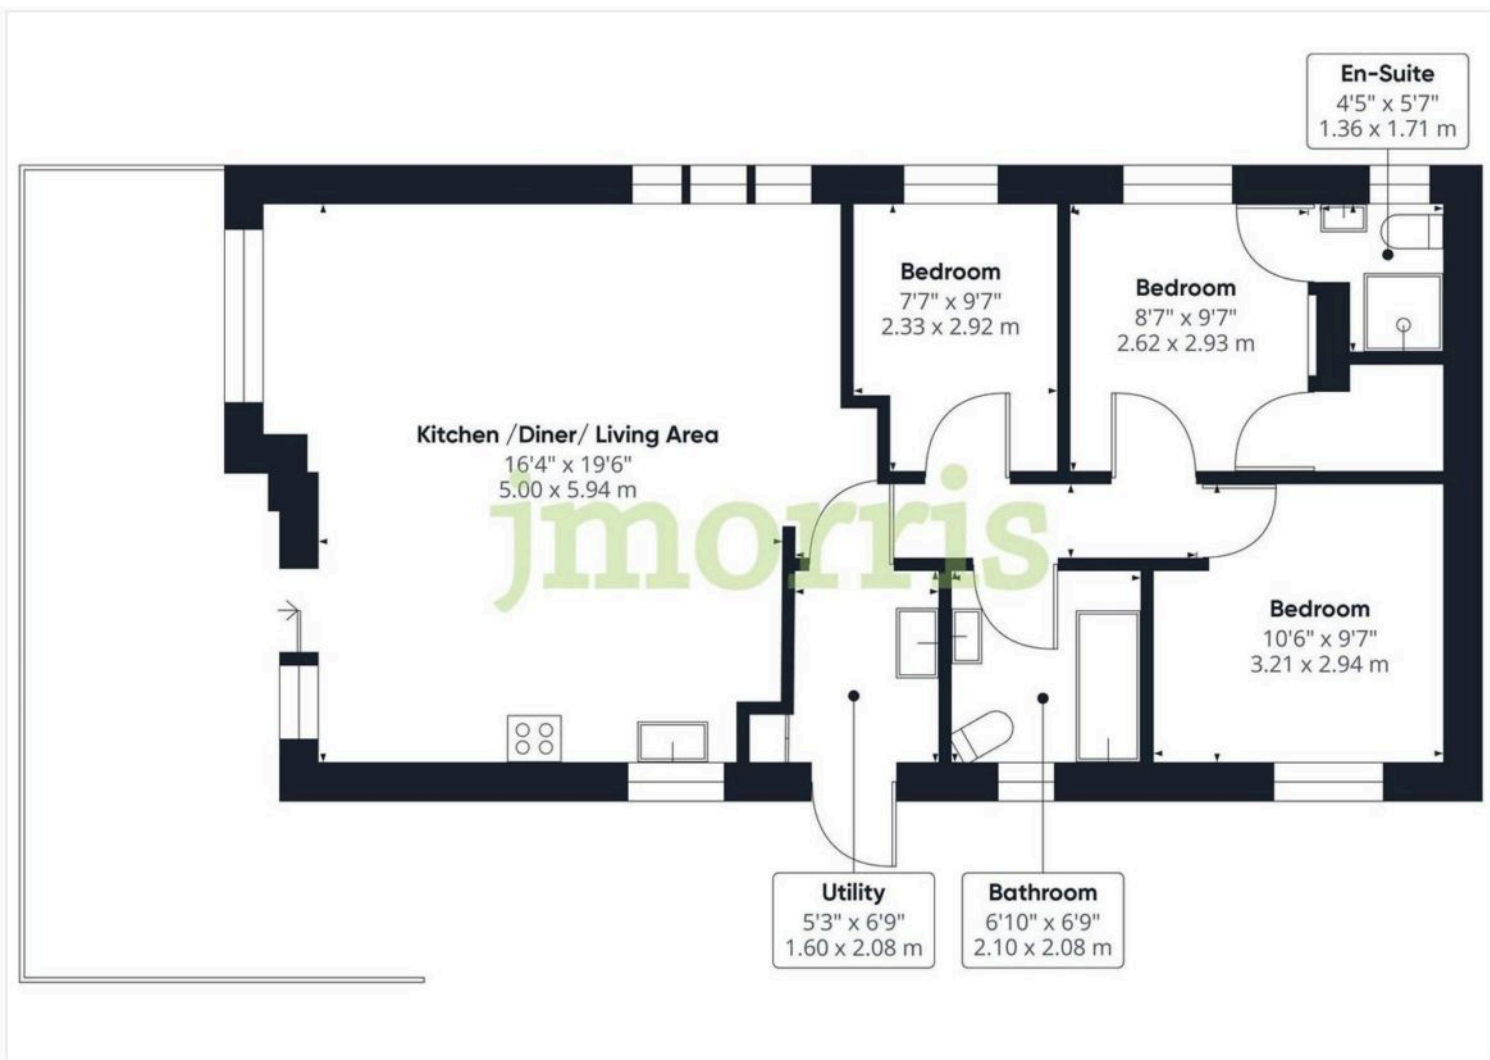 En-Suite
4'5" x 5'7"
1.36 x 1.71 m
Bedroom
7'7" x 9'7"
2.33 x 2.92 m
Bedroom
8'7" x 9'7"
2.62 x 2.93 m
Kitchen /Diner/ Living Area
16'4" x 19'6"
5.00 x 5.94 m
jmorris
Bedroom
10'6" x 9'7"
3.21 x 2.94 m
Utility
5'3" x 6'9"
1.60 x 2.08 m
Bathroom
6'10" x 6'9"
2.10 x 2.08 m